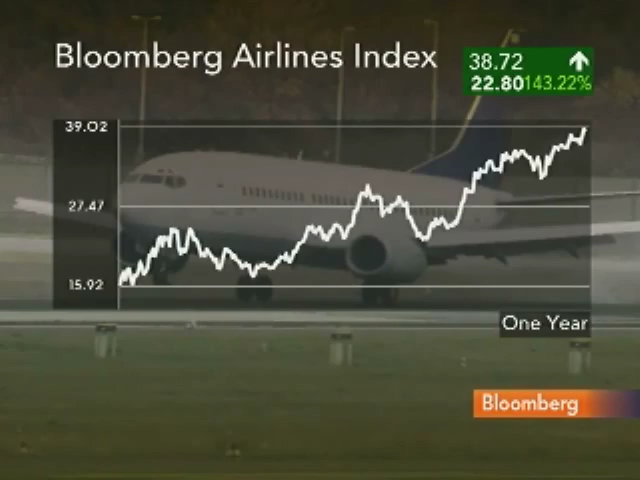 Bloomberg Airlines Index
38.72
22.80 143.22%
39.02
27.47
15.92
One Year
Bloomberg